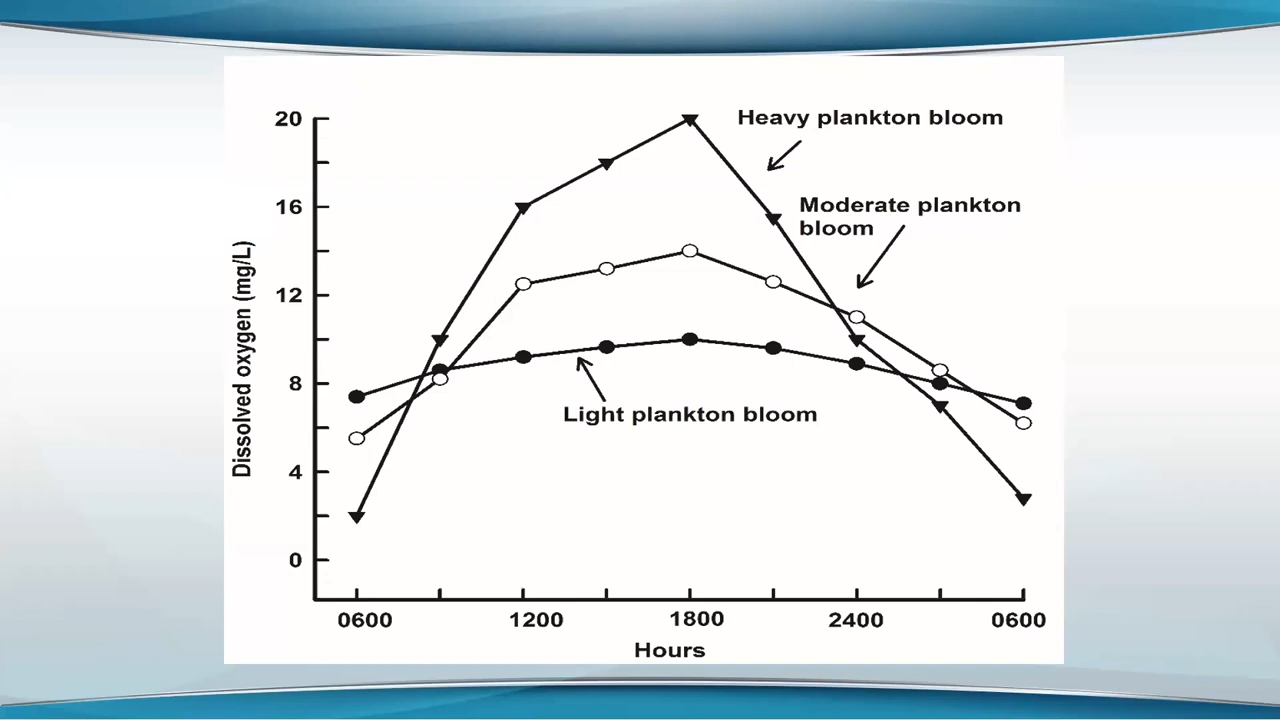 20
16
12
8
4
0
Dissolved oxygen (mg/L)
Heavy plankton bloom
Moderate plankton
bloom
Light plankton bloom
0600 1200 1800 2400 0600
Hours